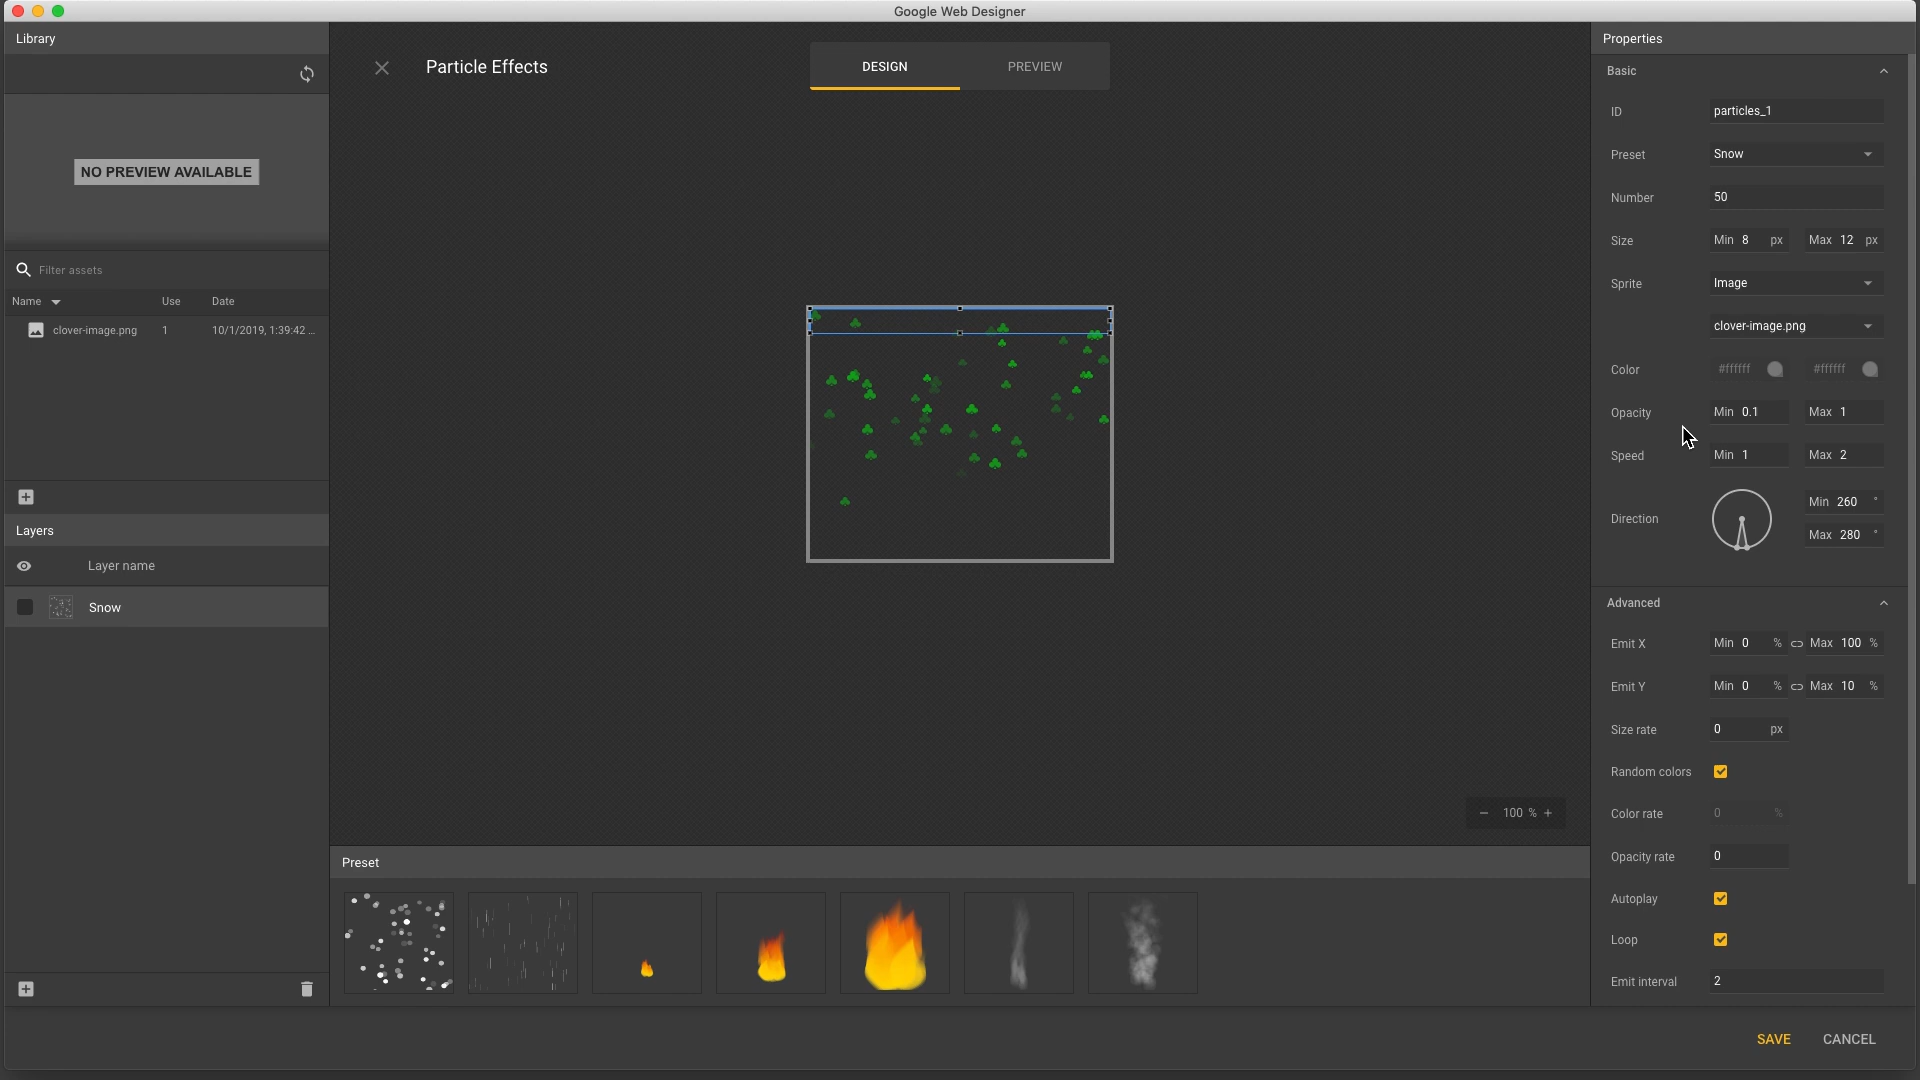 Google Web Designer
Library
NO PREVIEW AVAILABLE
Filter assets
Name Use Date
clover-image.png 1 10/1/2019, 1:39:42 ...
Layers
Layer name
Snow
Particle Effects
DESIGN PREVIEW
− 100 % +
Preset
Properties
Basic
ID particles_1
Preset Snow
Number 50
Size Min 8 px Max 12 px
Sprite Image
clover-image.png
Color #ffffff #ffffff
Opacity Min 0.1 Max 1
Speed Min 1 Max 2
Direction Min 260 °
Max 280 °
Advanced
Emit X Min 0 % Max 100 %
Emit Y Min 0 % Max 10 %
Size rate 0 px
Random colors
Color rate 0 %
Opacity rate 0
Autoplay
Loop
Emit interval 2
SAVE CANCEL